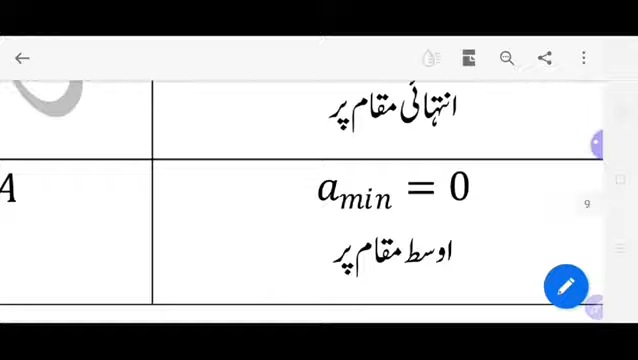 انتہائی مقام پر
A
a_min = 0
9
اوسط مقام پر